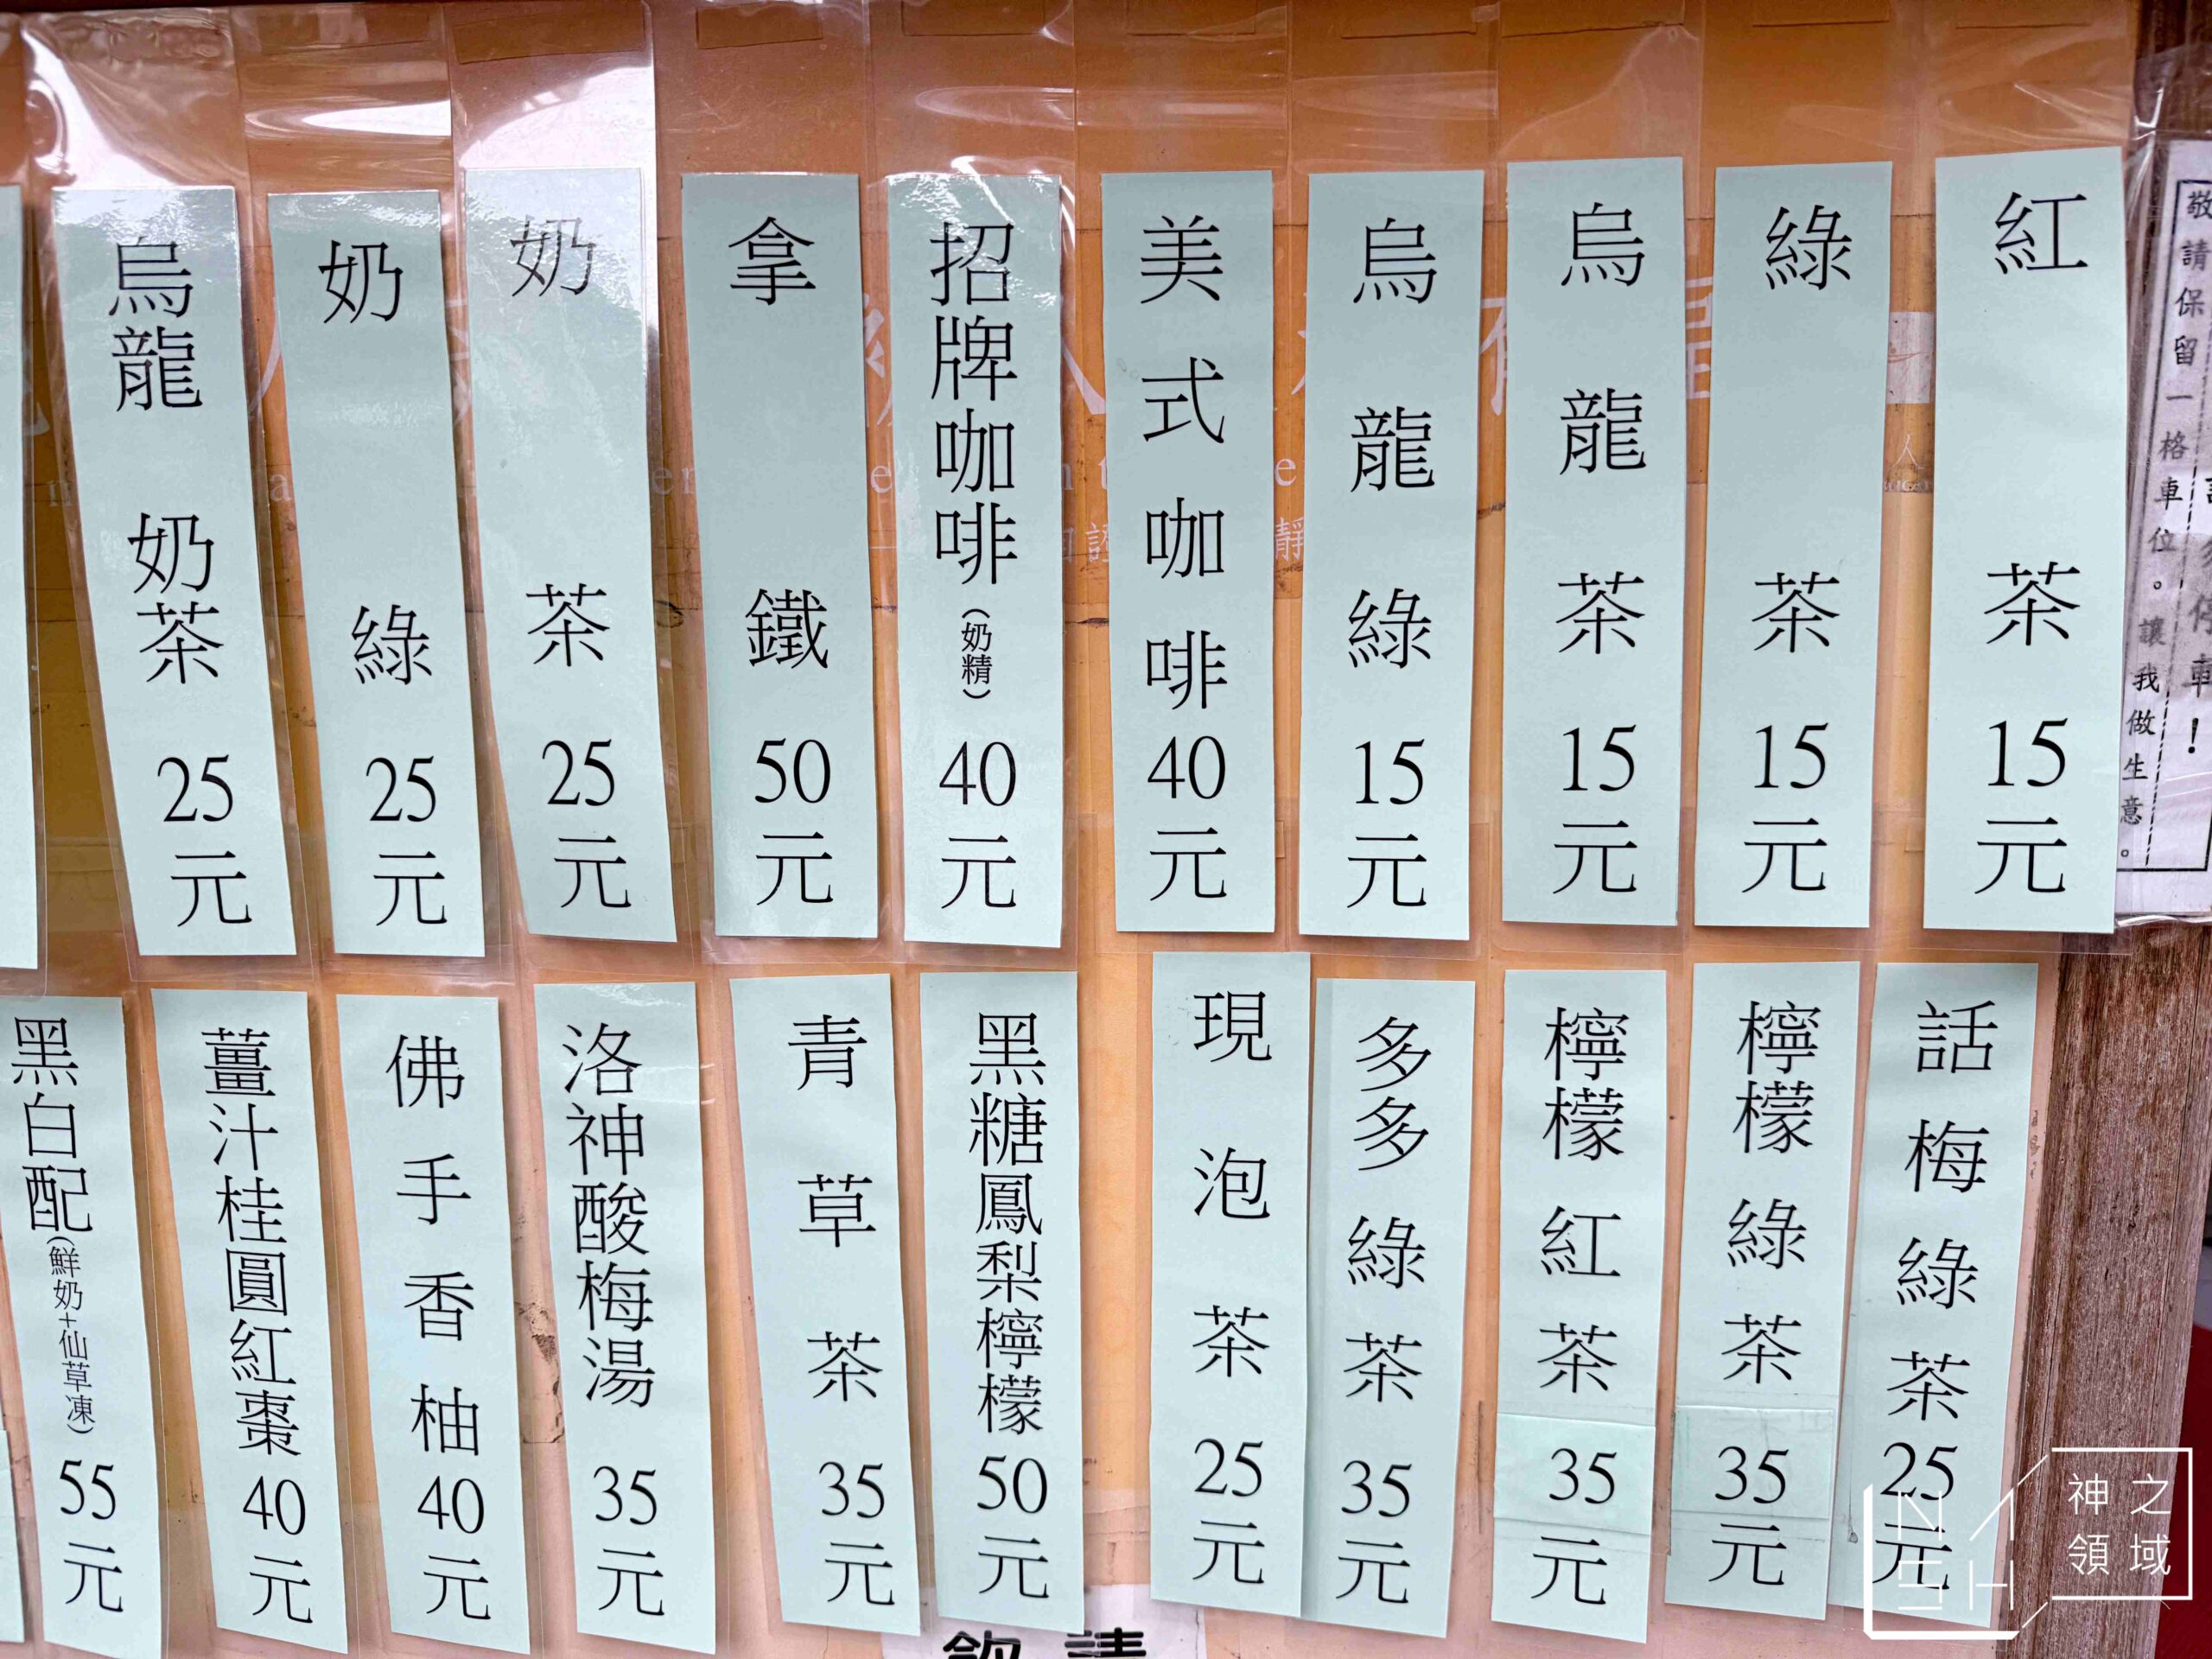 敬請保留一格車位。讓我做生意。
停車！
紅茶15元
綠茶15元
烏龍茶15元
烏龍綠15元
美式咖啡40元
招牌咖啡(奶精)40元
拿鐵50元
奶茶25元
奶綠25元
烏龍奶茶25元
話梅綠茶25元
檸檬綠茶35元
檸檬紅茶35元
多多綠茶35元
現泡茶25元
黑糖鳳梨檸檬50元
青草茶35元
洛神酸梅湯35元
佛手香柚40元
薑汁桂圓紅棗40元
黑白配(鮮奶+仙草凍)55元
請
飲
神之
領域